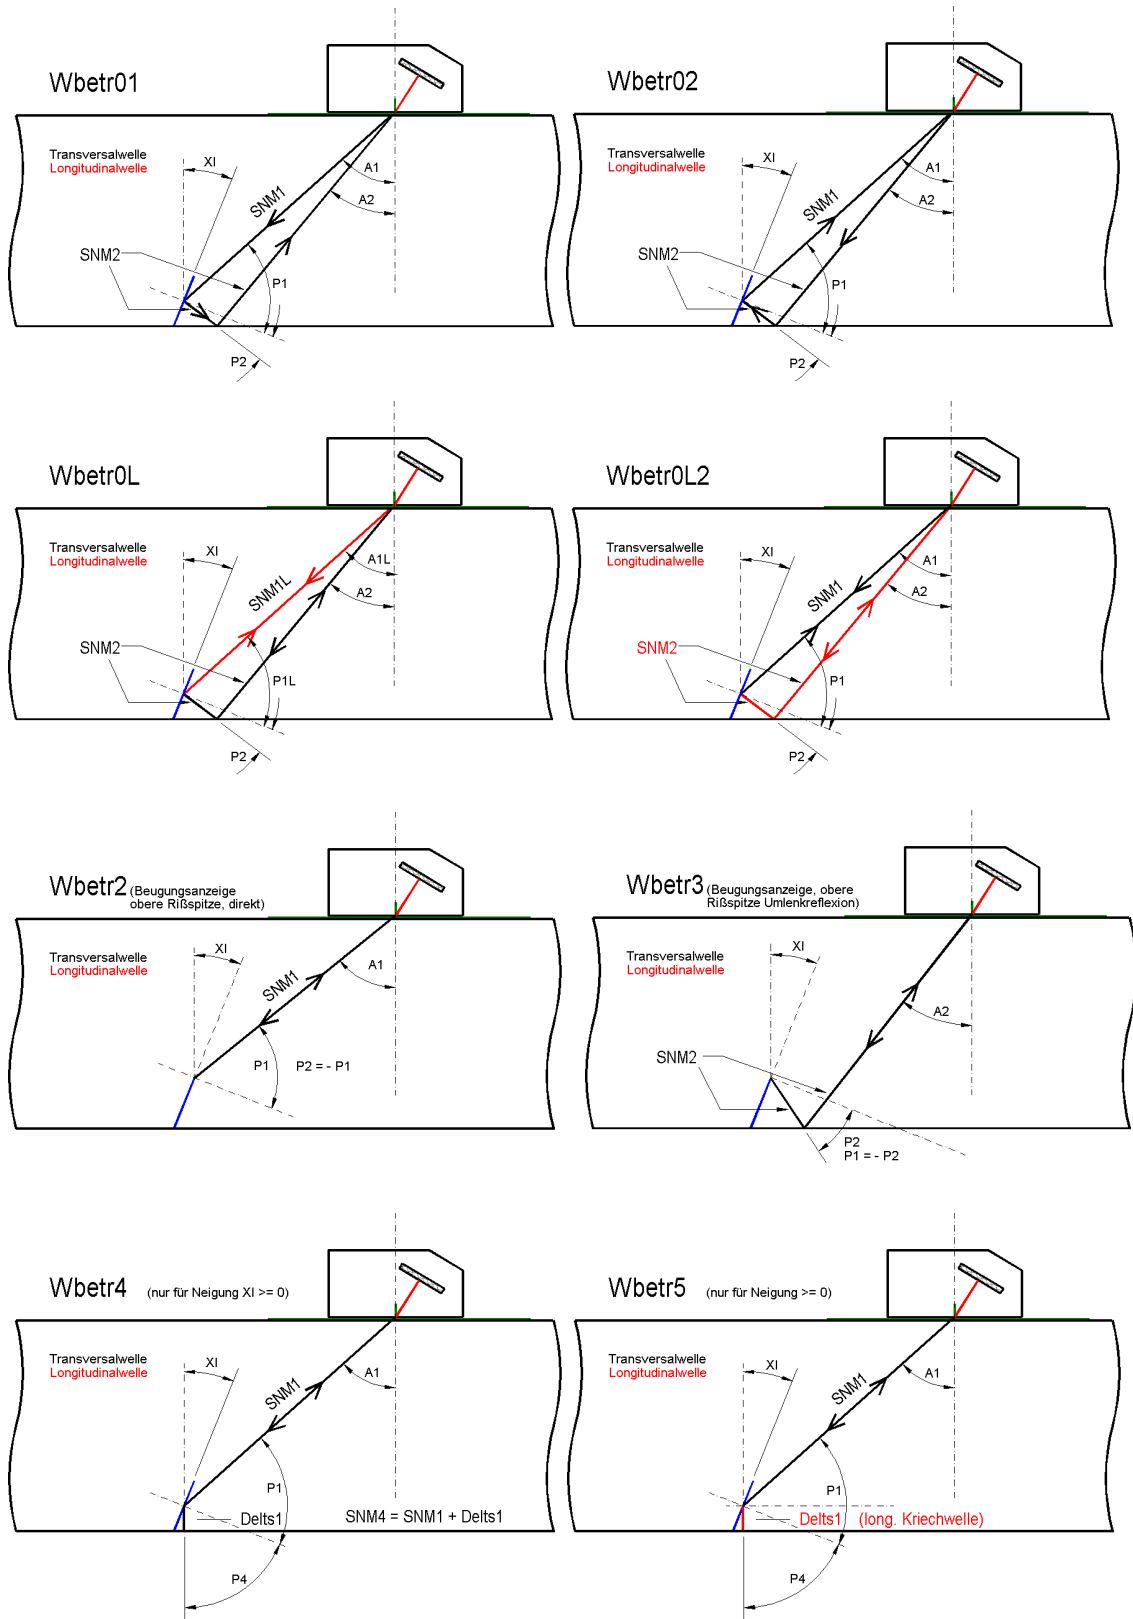 Wbetr01
Transversalwelle
Longitudinalwelle
XI
A1
A2
SNM1
SNM2
P1
P2
Wbetr02
Transversalwelle
Longitudinalwelle
XI
A1
A2
SNM1
SNM2
P1
P2
Wbetr0L
Transversalwelle
Longitudinalwelle
XI
A1L
A2
SNM1L
SNM2
P1L
P2
Wbetr0L2
Transversalwelle
Longitudinalwelle
XI
A1
A2
SNM1
SNM2
P1
P2
Wbetr2 (Beugungsanzeige
obere Rißspitze, direkt)
Transversalwelle
Longitudinalwelle
XI
A1
SNM1
P1
P2 = - P1
Wbetr3 (Beugungsanzeige, obere
Rißspitze Umlenkreflexion)
Transversalwelle
Longitudinalwelle
XI
A2
SNM2
P2
P1 = - P2
Wbetr4 (nur für Neigung XI >= 0)
Transversalwelle
Longitudinalwelle
XI
A1
SNM1
P1
Delts1
SNM4 = SNM1 + Delts1
P4
Wbetr5 (nur für Neigung >= 0)
Transversalwelle
Longitudinalwelle
XI
A1
SNM1
P1
Delts1 (long. Kriechwelle)
P4